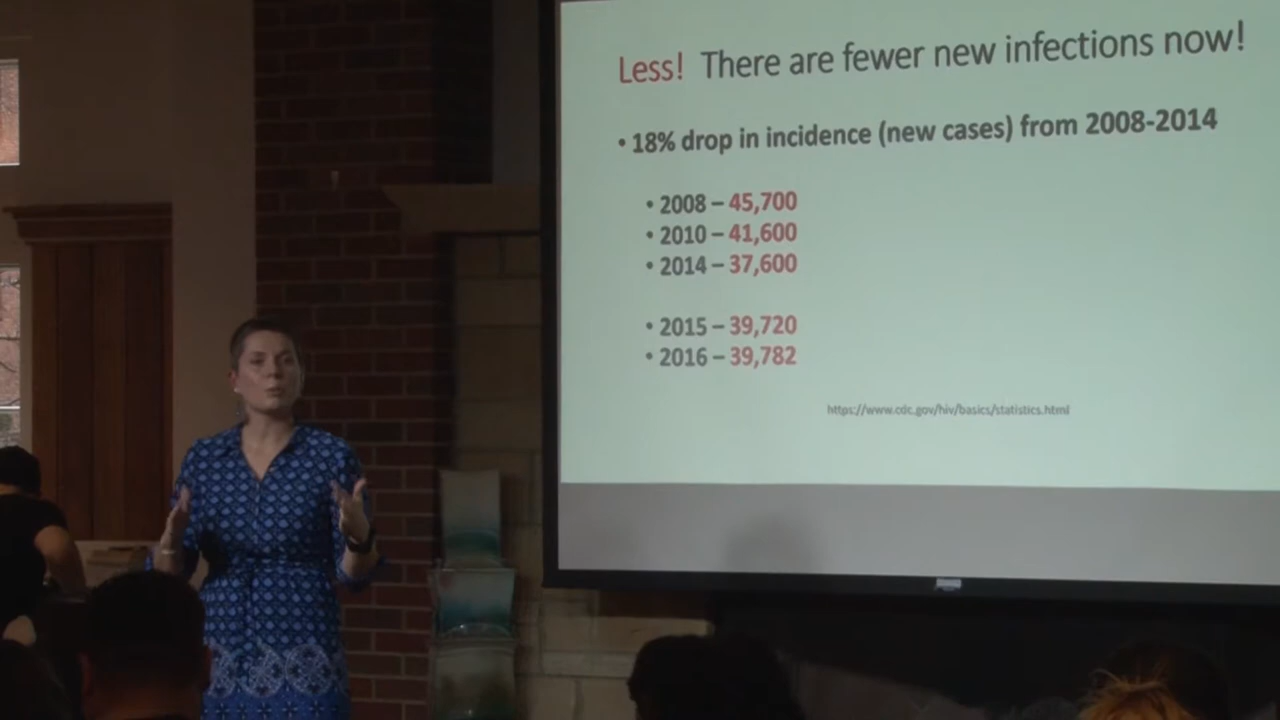 Less! There are fewer new infections now!
• 18% drop in incidence (new cases) from 2008-2014
• 2008 – 45,700
• 2010 – 41,600
• 2014 – 37,600
• 2015 – 39,720
• 2016 – 39,782
https://www.cdc.gov/hiv/basics/statistics.html